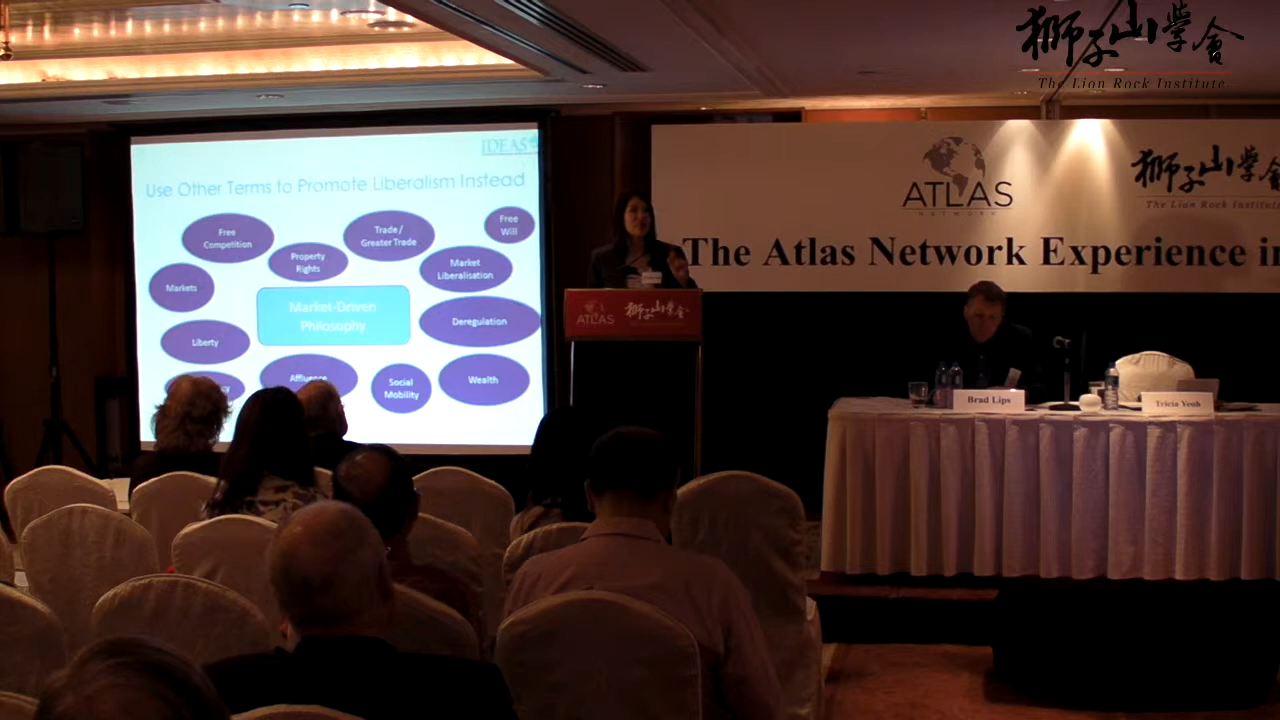 獅子山學會
The Lion Rock Institute
IDEAS
Use Other Terms to Promote Liberalism Instead
Free
Competition
Trade /
Greater Trade
Free
Will
Property
Rights
Market
Liberalisation
Markets
Market-Driven
Philosophy
Deregulation
Liberty
Affluence
Social
Mobility
Wealth
ATLAS
NETWORK
獅子山學會
The Lion Rock Institute
The Atlas Network Experience in
ATLAS
獅子山學會
Brad Lips
Tricia Yeoh